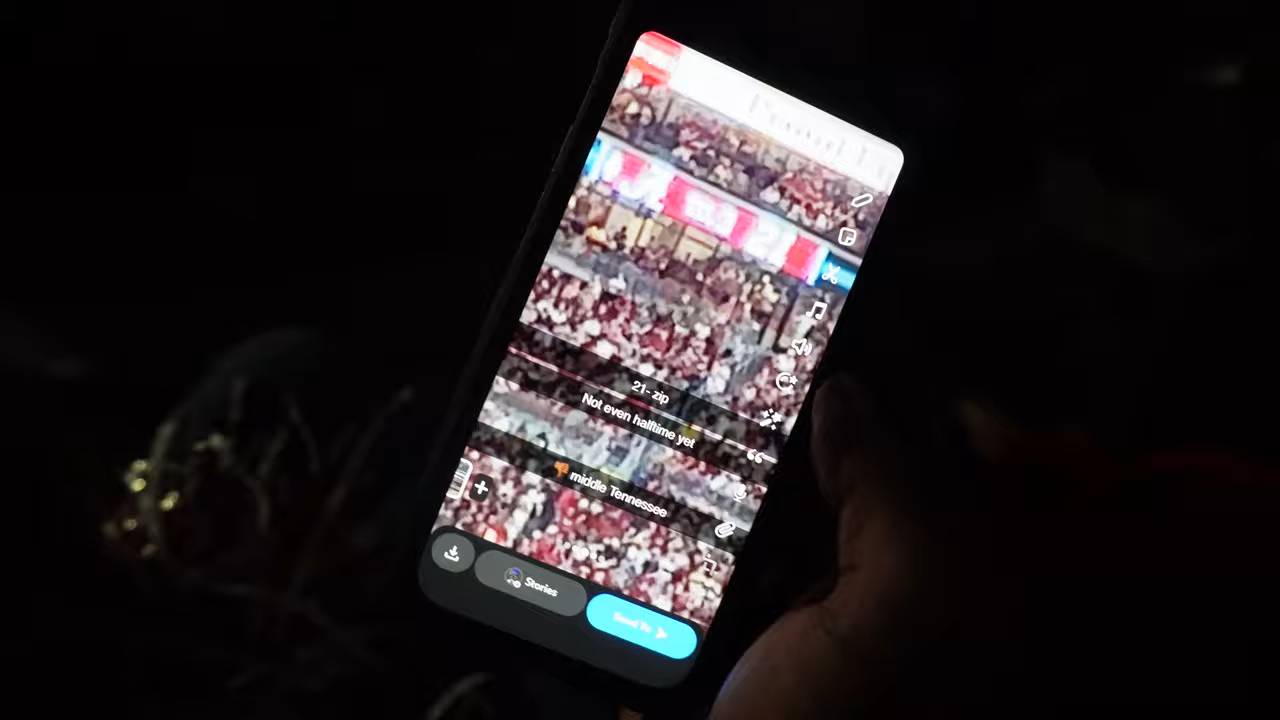 21- zip
Not even halftime yet
👎 middle Tennessee
Stories
Send To